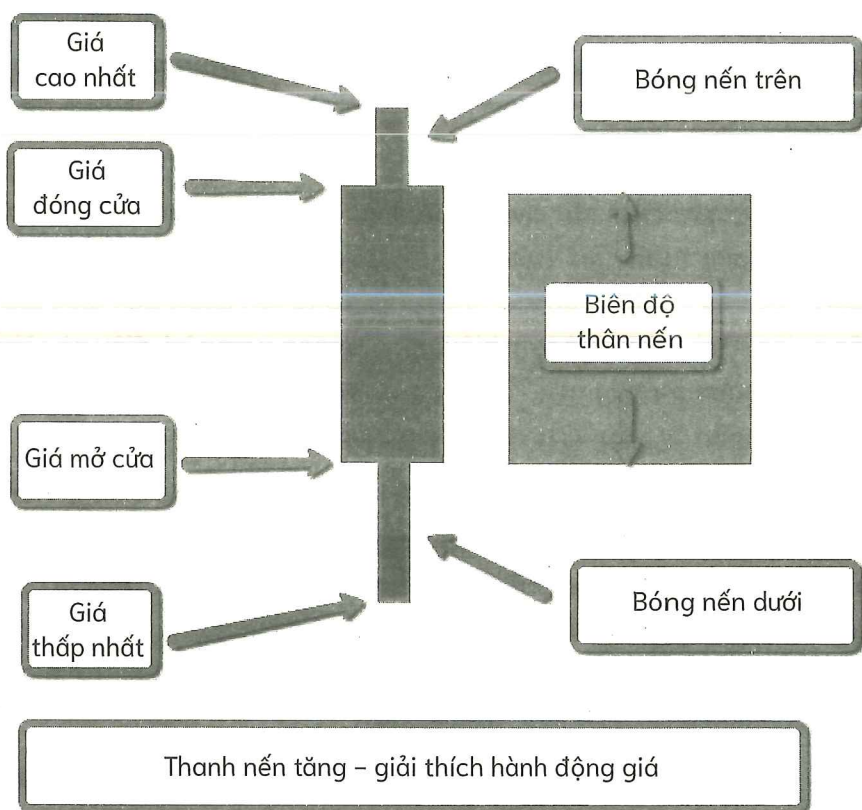 Giá
cao nhất
Bóng nến trên
Giá
đóng cửa
Biên độ
thân nến
Giá mở cửa
Giá
thấp nhất
Bóng nến dưới
Thanh nến tăng – giải thích hành động giá